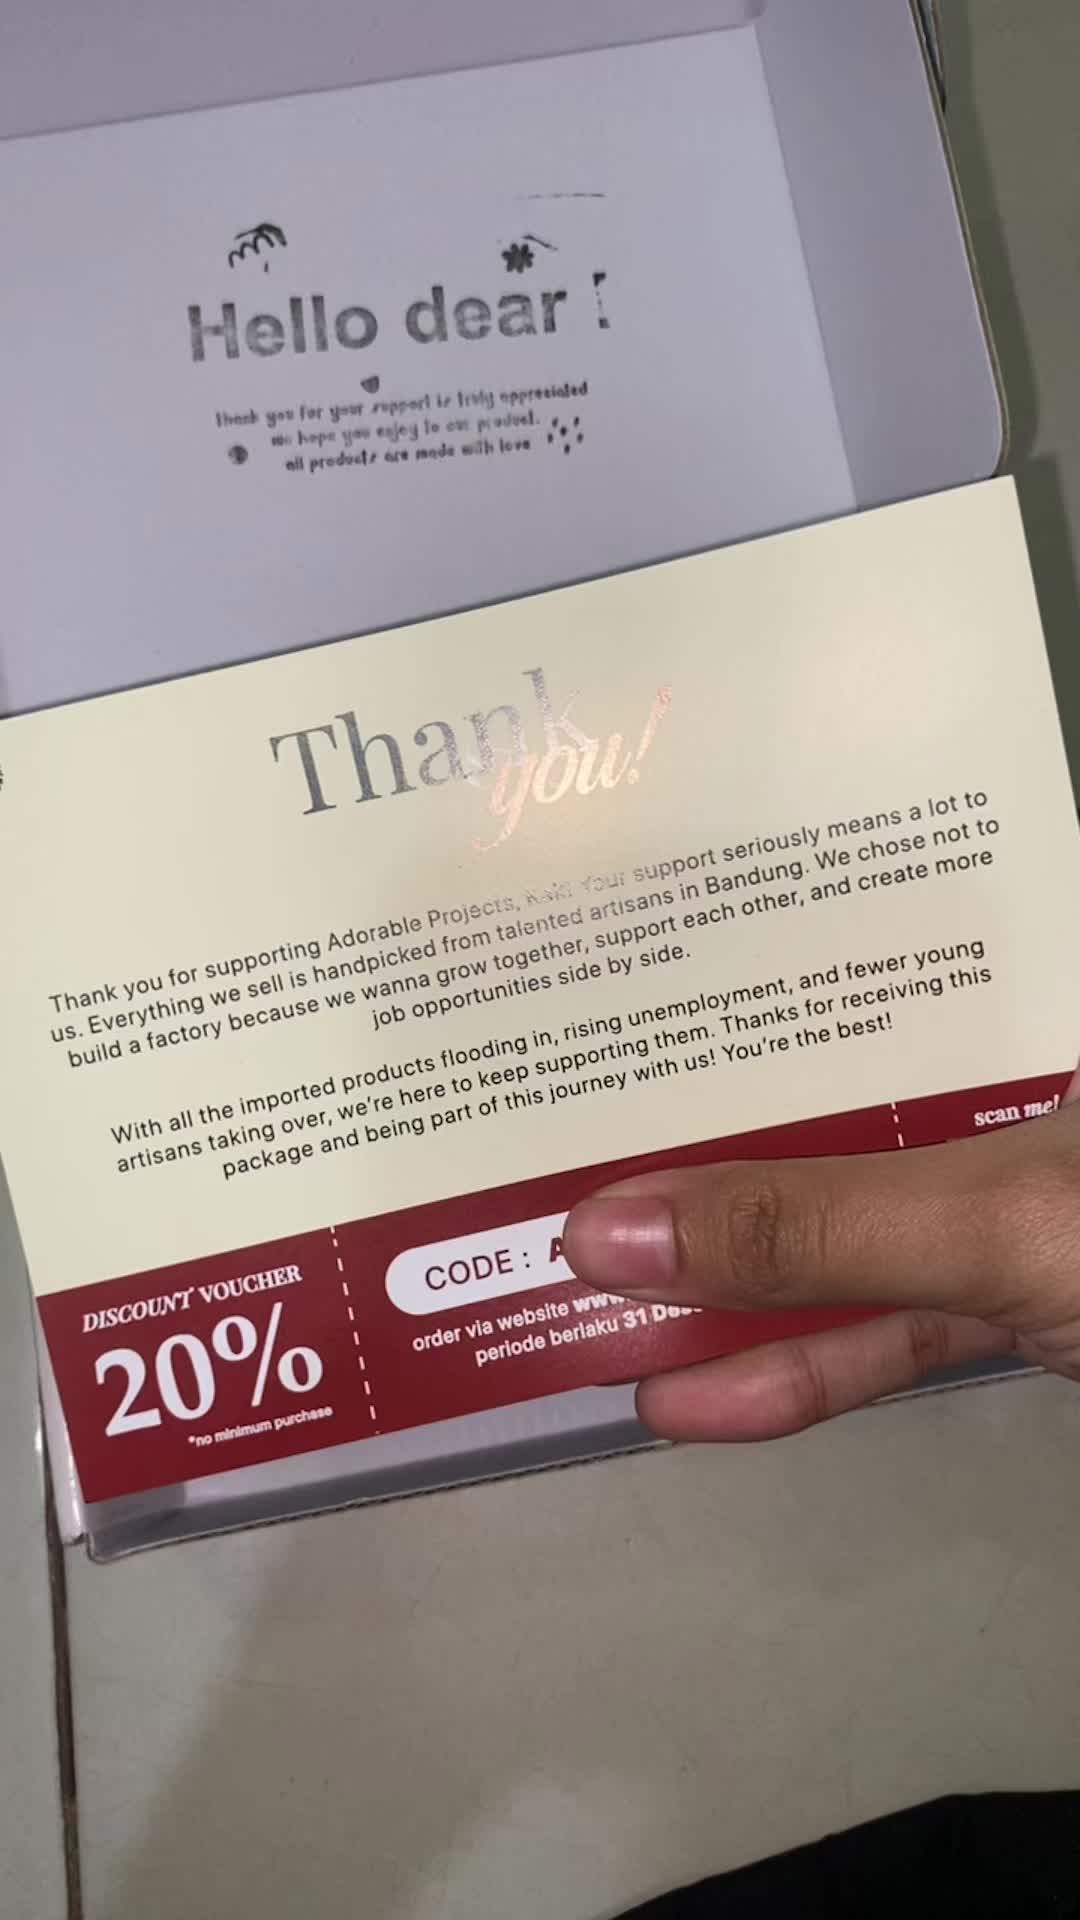 Hello dear !
Thank you for your support is truly appreciated
we hope you enjoy to our product.
all products are made with love
Thank
you!
Thank you for supporting Adorable Projects, Kak! Your support seriously means a lot to
us. Everything we sell is handpicked from talented artisans in Bandung. We chose not to
build a factory because we wanna grow together, support each other, and create more
job opportunities side by side.
With all the imported products flooding in, rising unemployment, and fewer young
artisans taking over, we're here to keep supporting them. Thanks for receiving this
package and being part of this journey with us! You're the best!
scan me!
DISCOUNT VOUCHER
20%
*no minimum purchase
CODE : A
order via website www.
periode berlaku 31